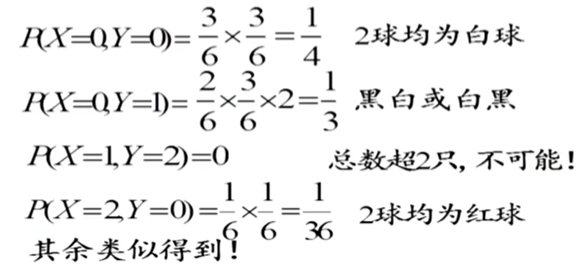 P(X=0,Y=0)= 3/6 × 3/6 = 1/4 2球均为白球
P(X=0,Y=1)= 2/6 × 3/6 ×2= 1/3 黑白或白黑
P(X=1,Y=2)=0 总数超2只,不可能!
P(X=2,Y=0)= 1/6 × 1/6 = 1/36 2球均为红球
其余类似得到!